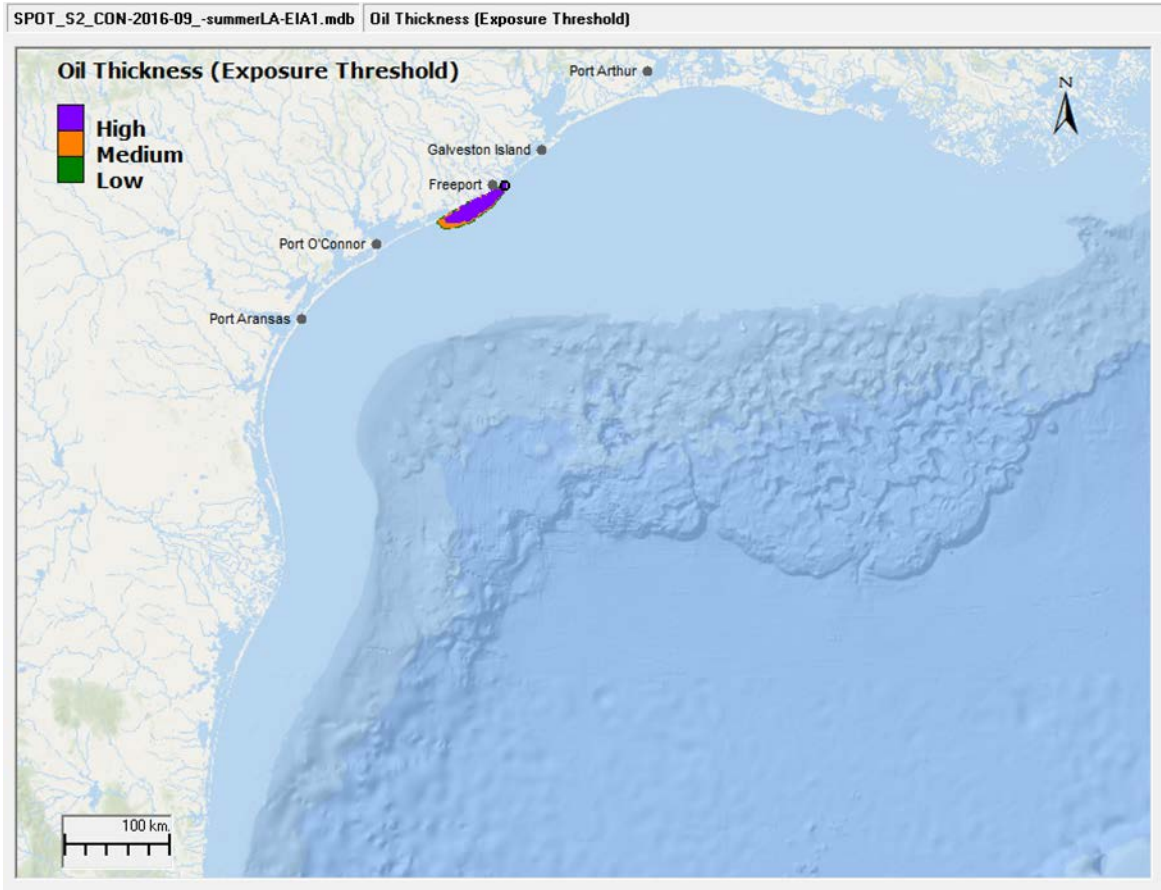 SPOT_S2_CON-2016-09_-summerLA-EIA1.mdb Oil Thickness (Exposure Threshold)
Oil Thickness (Exposure Threshold)
High
Medium
Low
Port Arthur
N
Galveston Island
Freeport
Port O'Connor
Port Aransas
100 km.